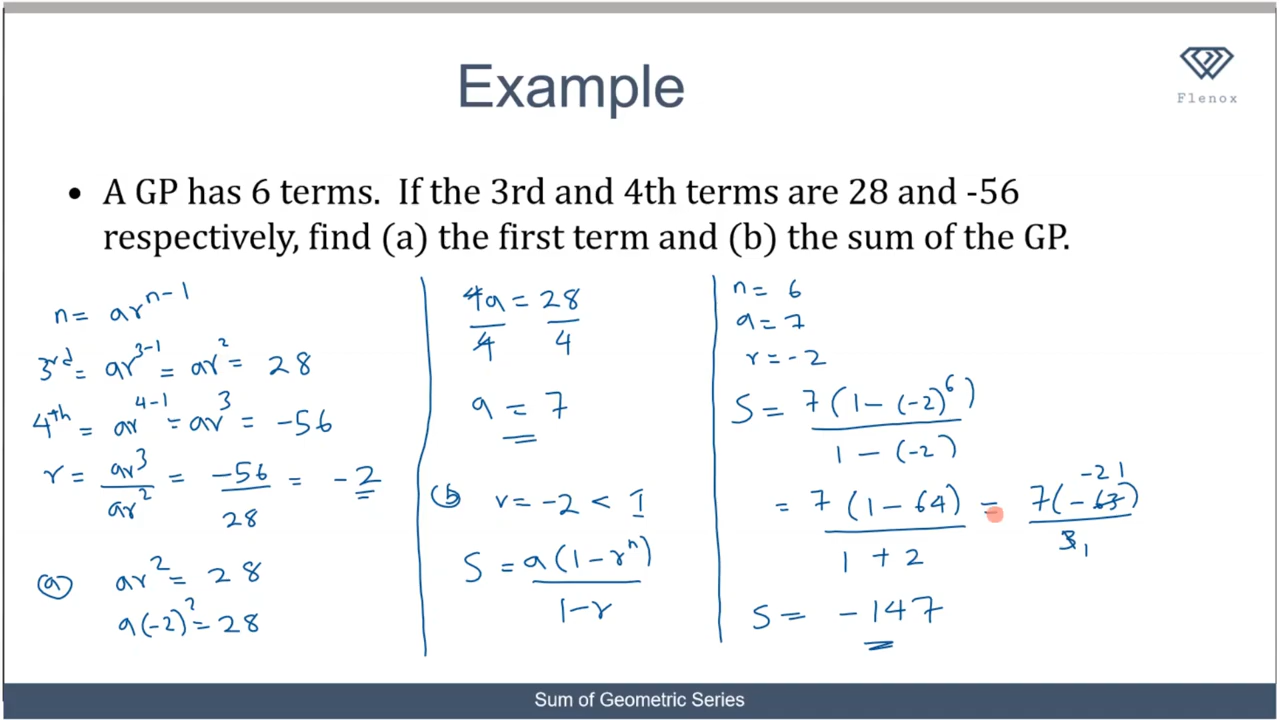 Example
Flenox
• A GP has 6 terms. If the 3rd and 4th terms are 28 and -56
respectively, find (a) the first term and (b) the sum of the GP.
n = ar^{n-1}
3rd = ar^{3-1} = ar^2 = 28
4th = ar^{4-1} = ar^3 = -56
r = ar^3/ar^2 = -56/28 = -2
(a) ar^2 = 28
a(-2)^2 = 28
4a/4 = 28/4
a = 7
(b) r = -2 < 1
S = a(1-r^n)/1-r
n = 6
a = 7
r = -2
S = 7(1-(-2)^6)/1-(-2)
= 7(1-64)/1+2 = 7(-63)/3 -21 1
S = -147
Sum of Geometric Series